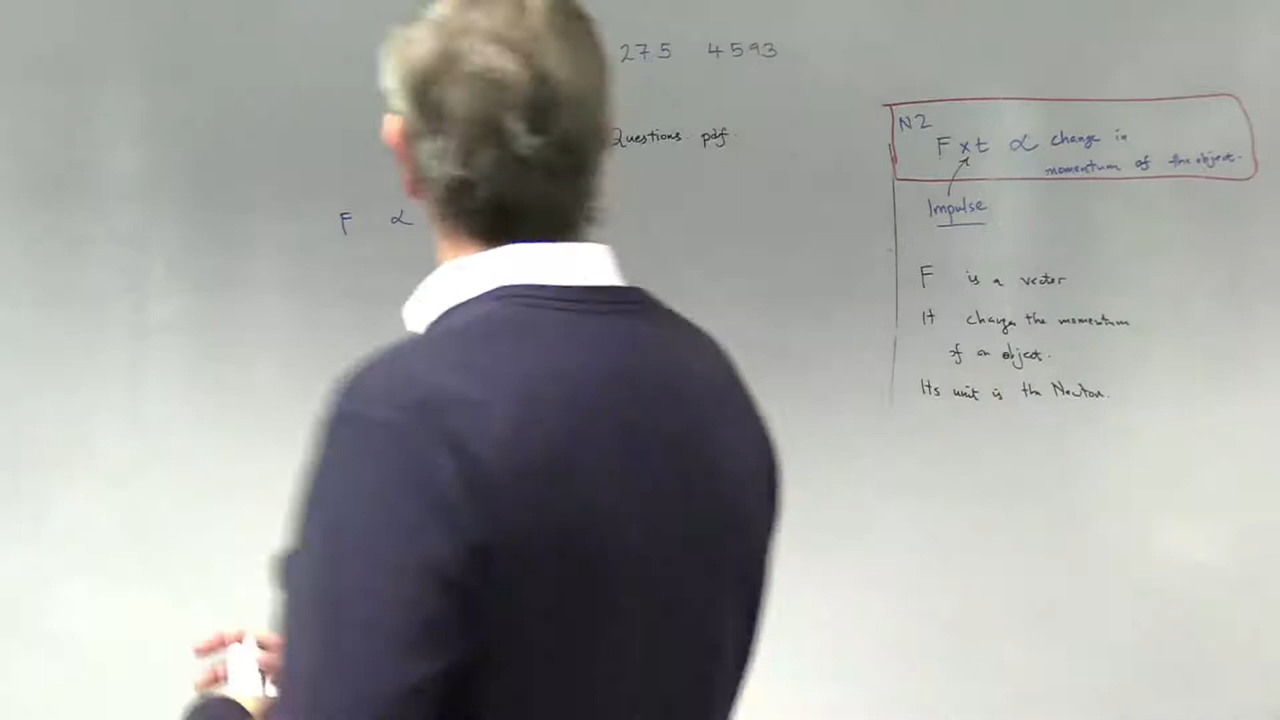 275 4593
Questions. pdf.
F ∝
N2
F x t ∝ change in
momentum of the object.
Impulse
F is a vector
It changes the momentum
of an object.
Its unit is the Newton.